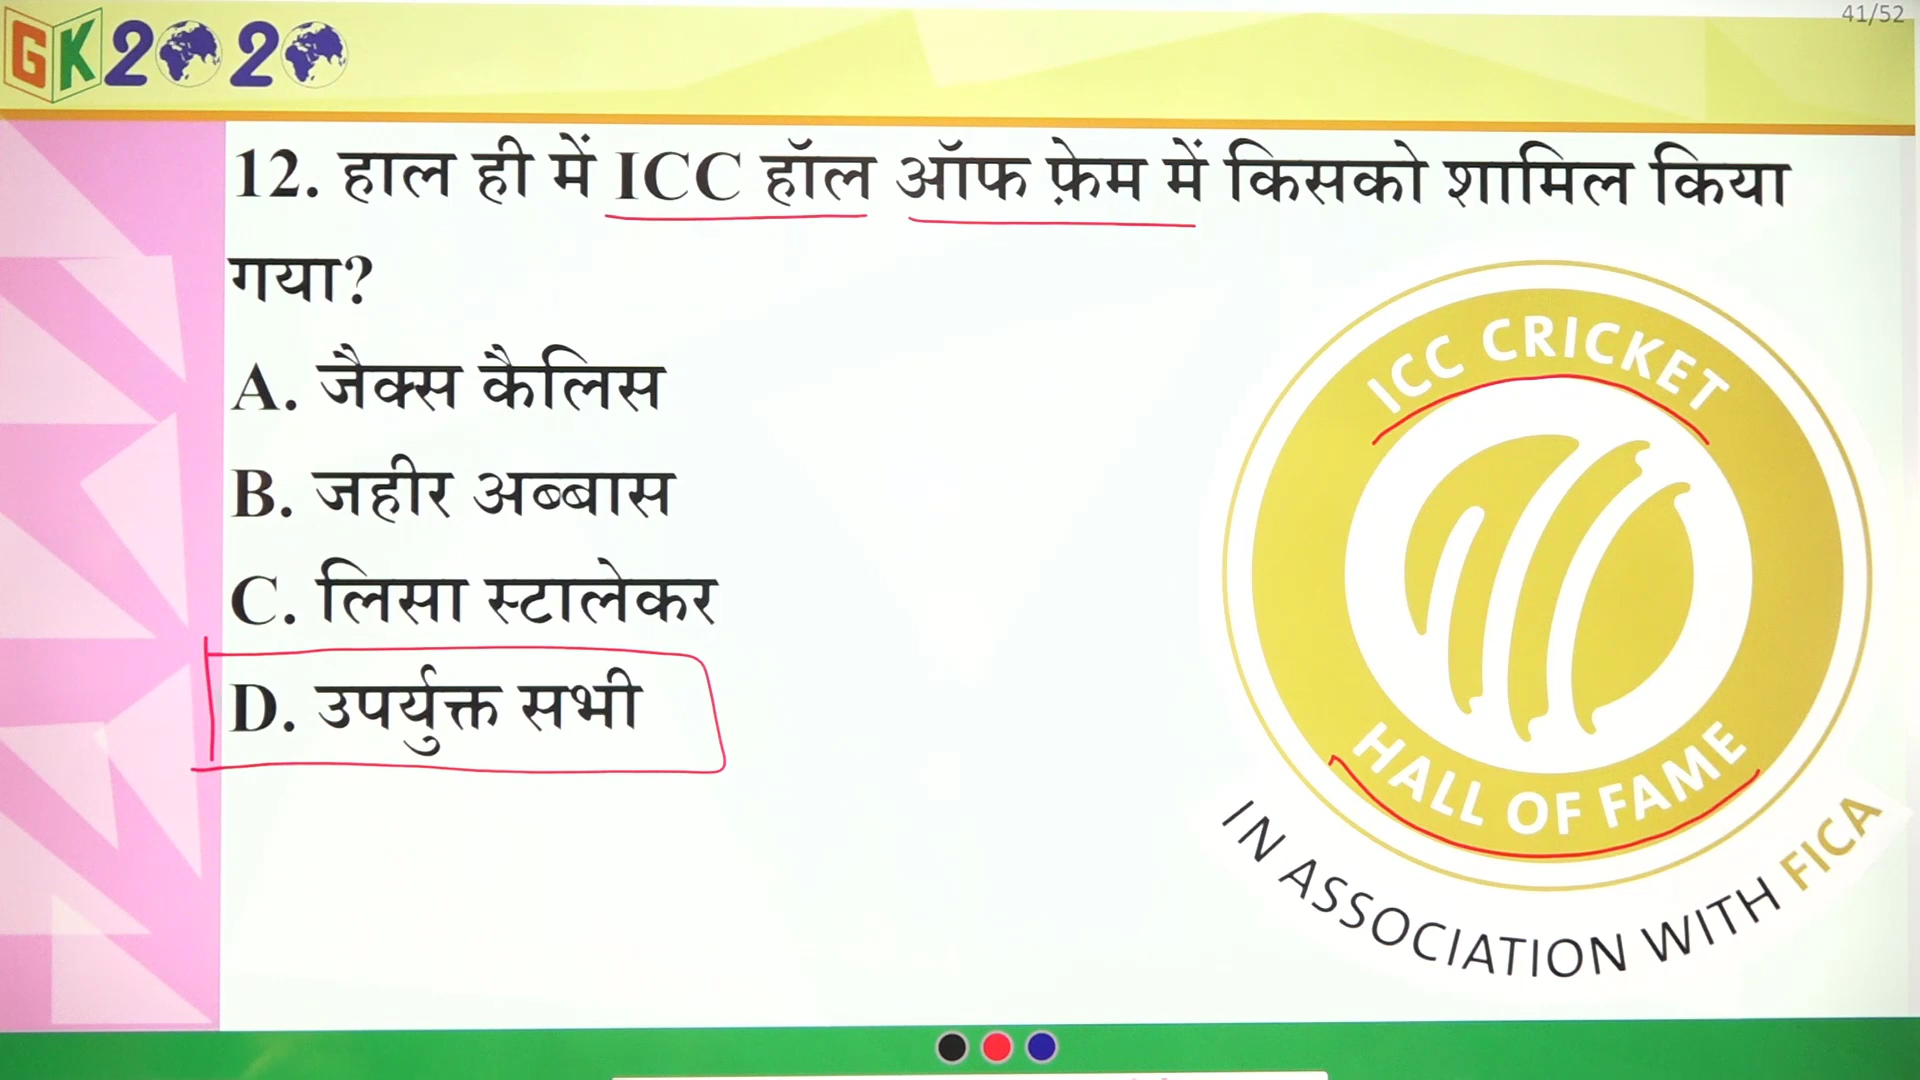 41/52
GK2020
12. हाल ही में ICC हॉल ऑफ फ़ेम में किसको शामिल किया
गया?
A. जैक्स कैलिस
B. जहीर अब्बास
C. लिसा स्टालेकर
D. उपर्युक्त सभी
ICC CRICKET
HALL OF FAME
IN ASSOCIATION WITH FICA